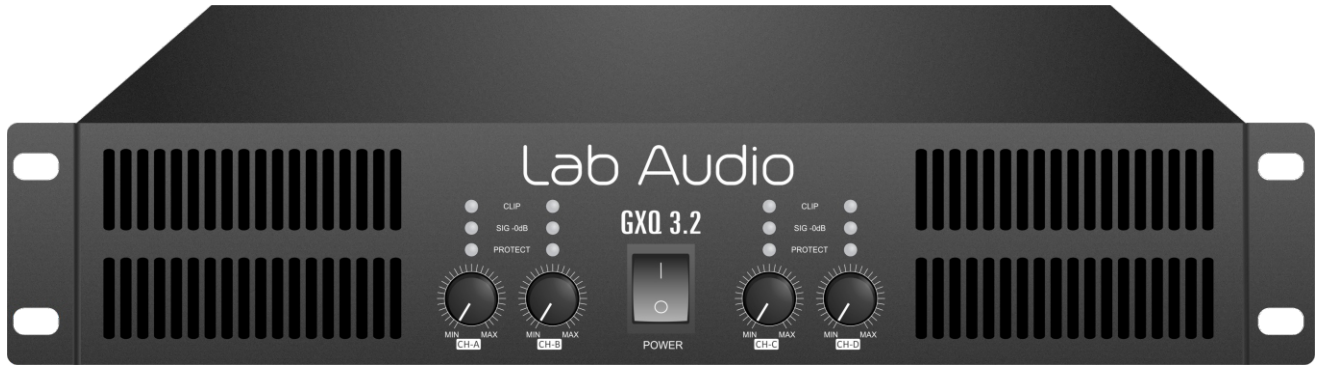 Lab Audio
GXQ 3.2
CLIP
SIG -0dB
PROTECT
MIN MAX MIN MAX
CH-A CH-B
POWER
CLIP
SIG -0dB
PROTECT
MIN MAX MIN MAX
CH-C CH-D